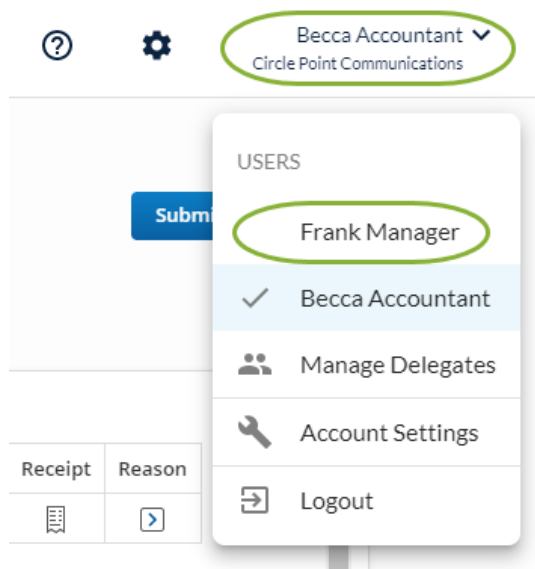 Becca Accountant
Circle Point Communications
USERS
Submi
Frank Manager
Becca Accountant
Manage Delegates
Account Settings
Receipt Reason
Logout